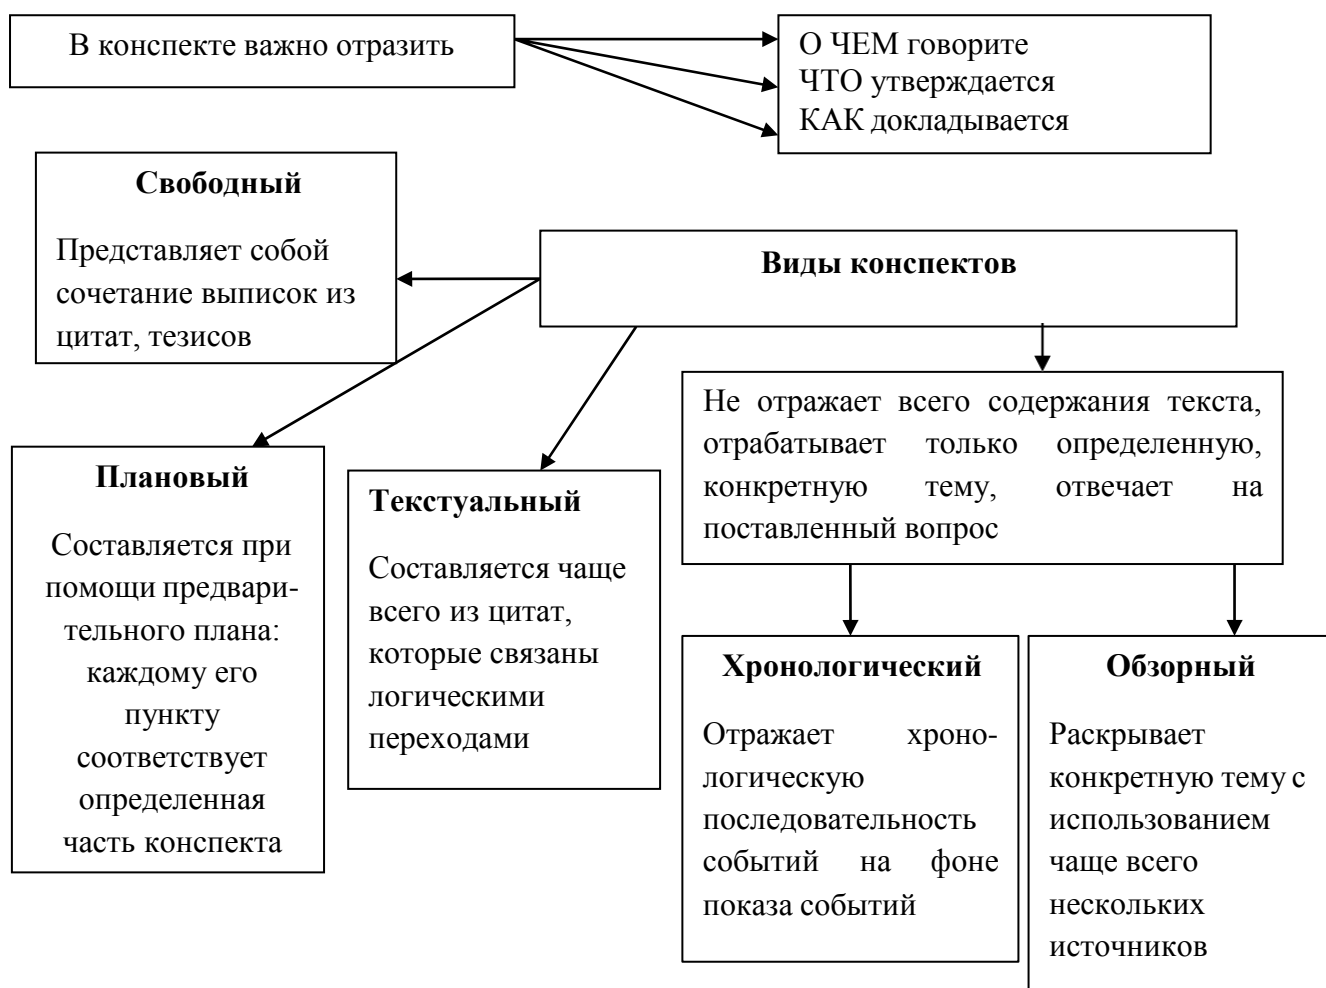 В конспекте важно отразить
О ЧЕМ говорите
ЧТО утверждается
КАК докладывается
Свободный
Представляет собой
сочетание выписок из
цитат, тезисов
Виды конспектов
Не отражает всего содержания текста,
отрабатывает только определенную,
конкретную тему, отвечает на
поставленный вопрос
Плановый
Составляется при
помощи предвари-
тельного плана:
каждому его
пункту
соответствует
определенная
часть конспекта
Текстуальный
Составляется чаще
всего из цитат,
которые связаны
логическими
переходами
Хронологический
Отражает хроно-
логическую
последовательность
событий на фоне
показа событий
Обзорный
Раскрывает
конкретную тему с
использованием
чаще всего
нескольких
источников